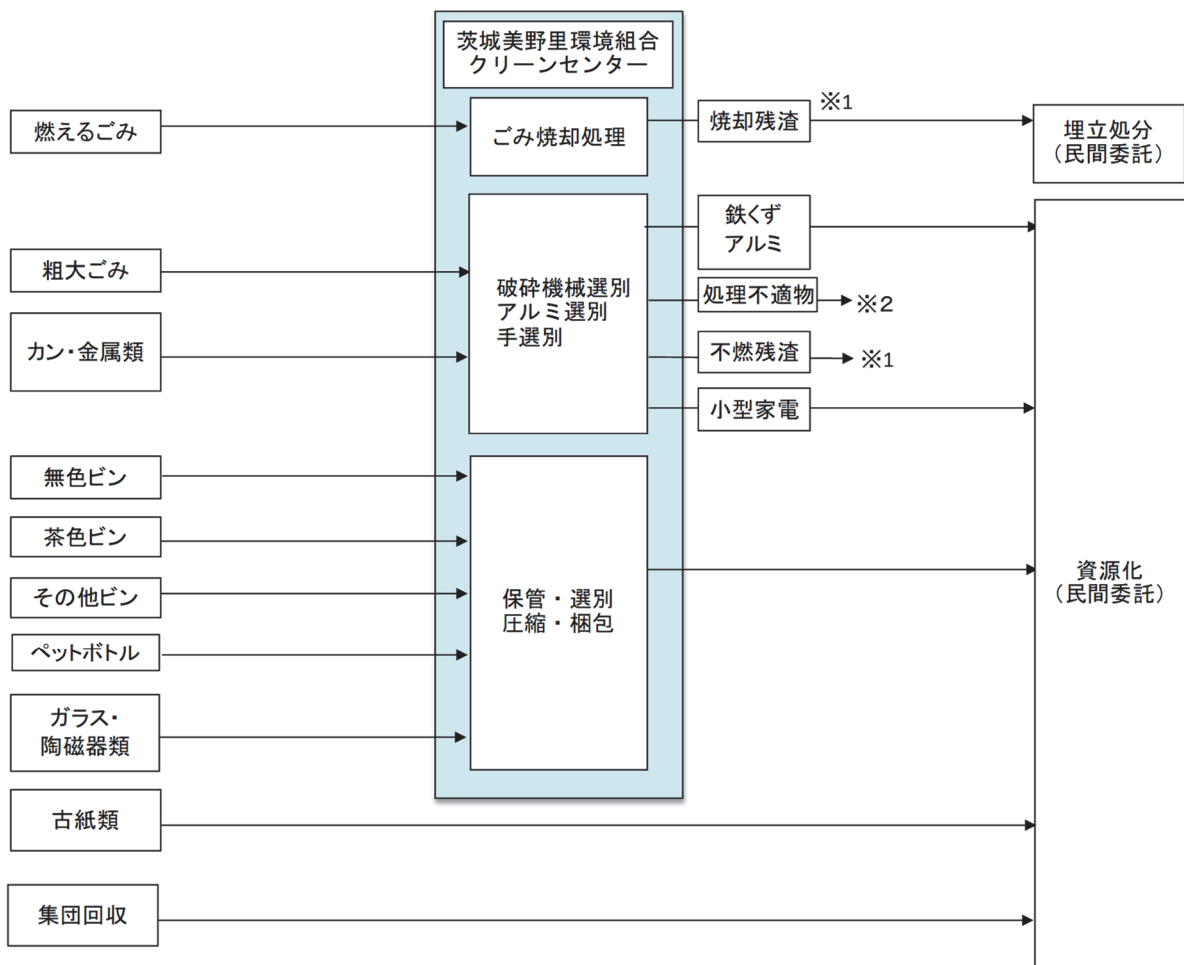 茨城美野里環境組合
クリーンセンター
燃えるごみ
ごみ焼却処理
焼却残渣
※1
埋立処分
（民間委託）
粗大ごみ
カン・金属類
破砕機械選別
アルミ選別
手選別
鉄くず
アルミ
処理不適物
※2
不燃残渣
※1
小型家電
無色ビン
茶色ビン
その他ビン
ペットボトル
ガラス・
陶磁器類
保管・選別
圧縮・梱包
資源化
（民間委託）
古紙類
集団回収